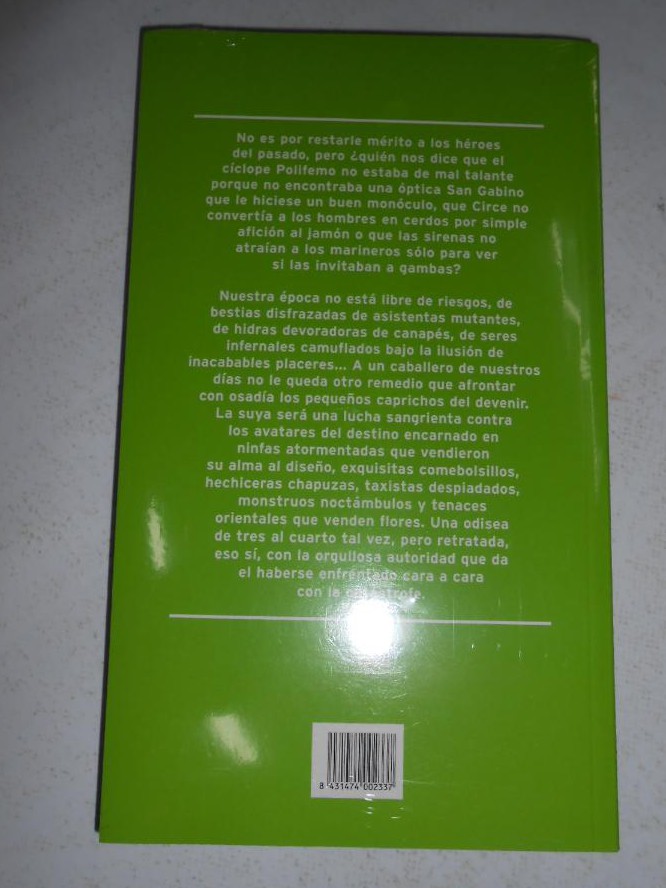 No es por restarle mérito a los héroes
del pasado, pero ¿quién nos dice que el
cíclope Polifemo no estaba de mal talante
porque no encontraba una óptica San Gabino
que le hiciese un buen monóculo, que Circe no
convertía a los hombres en cerdos por simple
afición al jamón o que las sirenas no
atraían a los marineros sólo para ver
si las invitaban a gambas?
Nuestra época no está libre de riesgos, de
bestias disfrazadas de asistentas mutantes,
de hidras devoradoras de canapés, de seres
infernales camuflados bajo la ilusión de
inacabables placeres... A un caballero de nuestros
días no le queda otro remedio que afrontar
con osadía los pequeños caprichos del devenir.
La suya será una lucha sangrienta contra
los avatares del destino encarnado en
ninfas atormentadas que vendieron
su alma al diseño, exquisitas comebolsillos,
hechiceras chapuzas, taxistas despiadados,
monstruos noctámbulos y tenaces
orientales que venden flores. Una odisea
de tres al cuarto tal vez, pero retratada,
eso sí, con la orgullosa autoridad que da
el haberse enfrentado cara a cara
con la catástrofe.
8 431474 002337